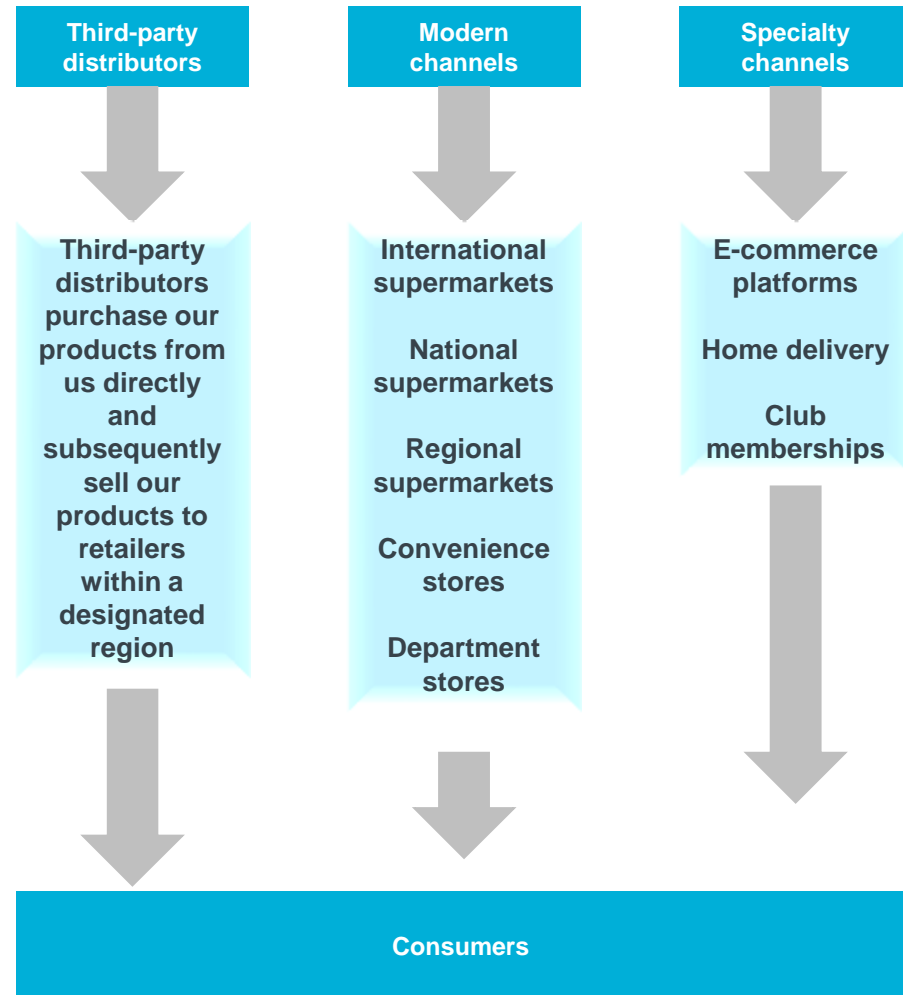 Third-party
distributors
Modern
channels
Specialty
channels
Third-party
distributors
purchase our
products from
us directly
and
subsequently
sell our
products to
retailers
within a
designated
region
International
supermarkets
National
supermarkets
Regional
supermarkets
Convenience
stores
Department
stores
E-commerce
platforms
Home delivery
Club
memberships
Consumers